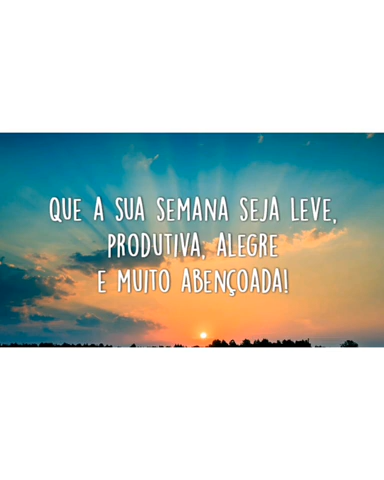 QUE A SUA SEMANA SEJA LEVE,
PRODUTIVA, ALEGRE
E MUITO ABENÇOADA!